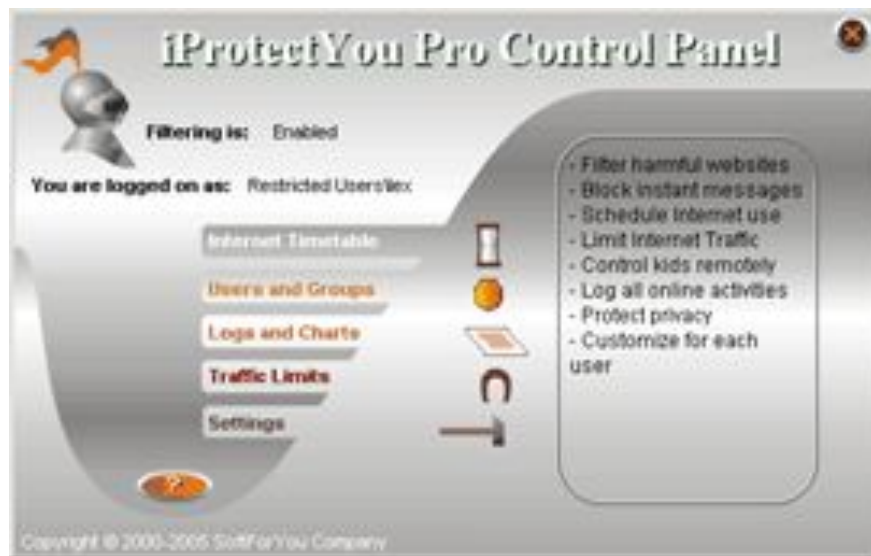 iProtectYou Pro Control Panel
Filtering is: Enabled
You are logged on as: Restricted Users\lex
Internet Timetable
Users and Groups
Logs and Charts
Traffic Limits
Settings
?
- Filter harmful websites
- Block instant messages
- Schedule Internet use
- Limit Internet Traffic
- Control kids remotely
- Log all online activities
- Protect privacy
- Customize for each
user
Copyright © 2000-2005 SoftForYou Company